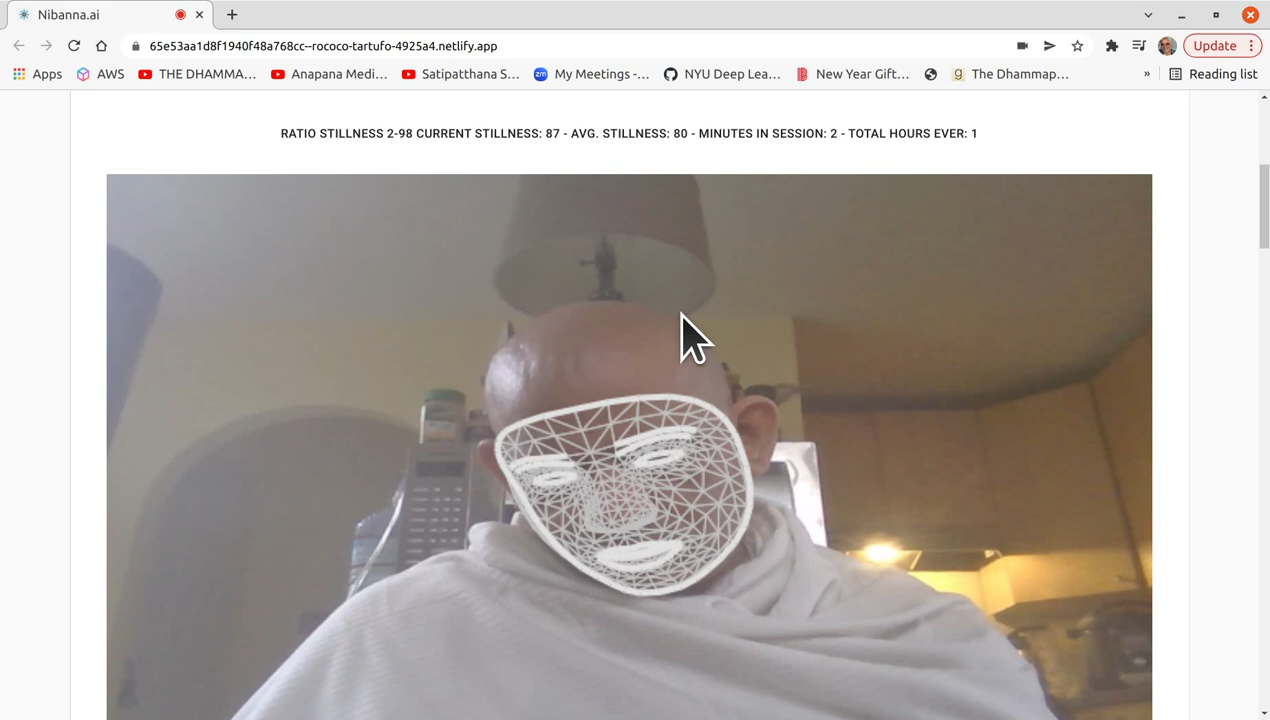 Nibanna.ai
65e53aa1d8f1940f48a768cc--rococo-tartufo-4925a4.netlify.app
Update
Apps
AWS
THE DHAMMA...
Anapana Medi...
Satipatthana S...
zm
My Meetings -...
NYU Deep Lea...
New Year Gift...
g
The Dhammap...
»
Reading list
RATIO STILLNESS 2-98 CURRENT STILLNESS: 87 - AVG. STILLNESS: 80 - MINUTES IN SESSION: 2 - TOTAL HOURS EVER: 1